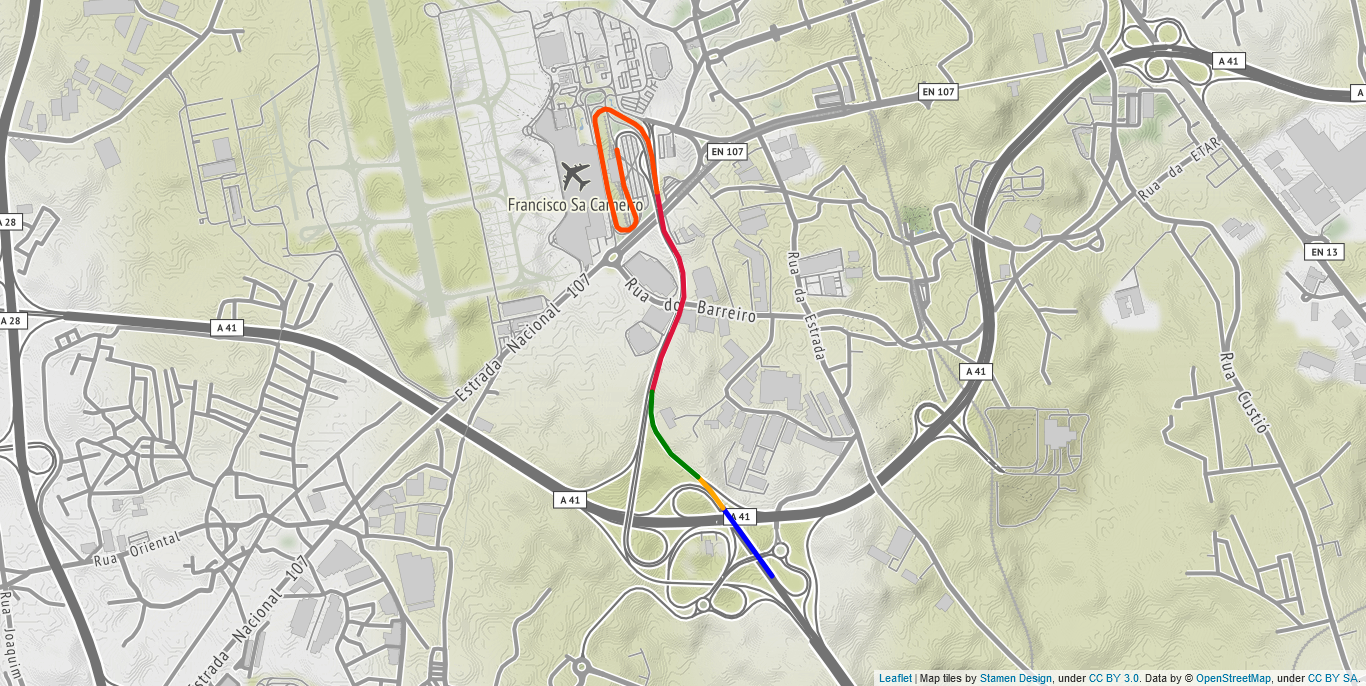 A 41
EN 107
A
EN 107
Rua da ETAR
Francisco Sa Carneiro
A 28
EN 13
Rua do Barreiro
Rua da Estrada
A 28
A 41
Estrada Nacional 107
A 41
Rua Custió
A 41
A 41
Rua Oriental
Estrada Nacional 107
Rua Joaquim
Leaflet | Map tiles by Stamen Design, under CC BY 3.0. Data by © OpenStreetMap, under CC BY SA.